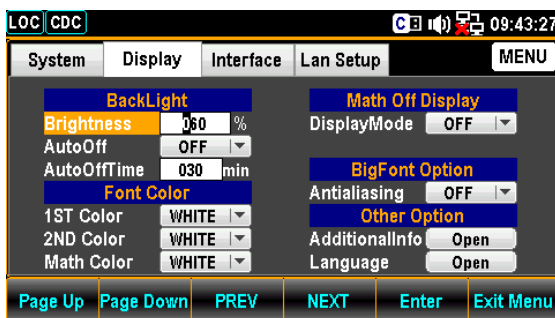 LOC CDC C 09:43:27
System Display Interface Lan Setup MENU
BackLight
Brightness 060 %
AutoOff OFF
AutoOffTime 030 min
Font Color
1ST Color WHITE
2ND Color WHITE
Math Color WHITE
Math Off Display
DisplayMode OFF
BigFont Option
Antialiasing OFF
Other Option
AdditionalInfo Open
Language Open
Page Up Page Down PREV NEXT Enter Exit Menu